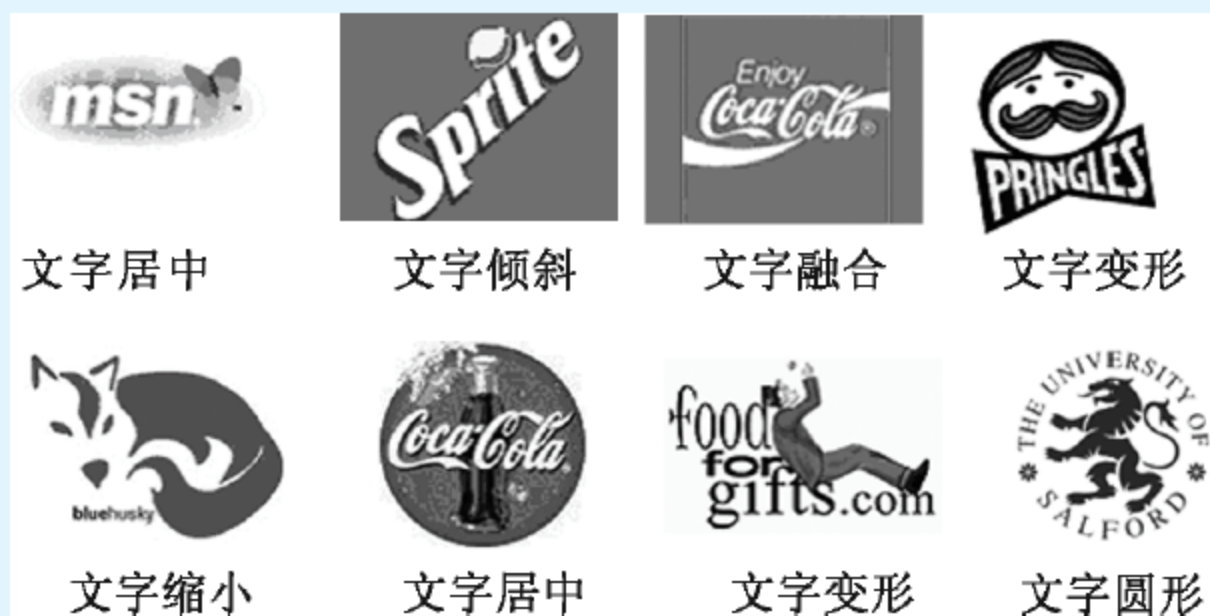 msn
Sprite
Enjoy
Coca-Cola®
PRINGLES
文字居中
文字倾斜
文字融合
文字变形
bluehusky
Coca-Cola
food
for
gifts.com
THE UNIVERSITY OF
SALFORD
文字缩小
文字居中
文字变形
文字圆形